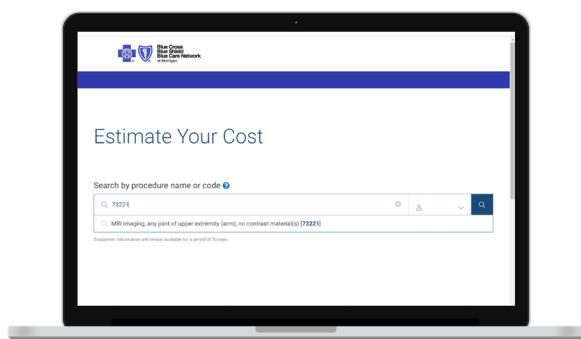 Blue Cross
Blue Shield
Blue Care Network
of Michigan
Estimate Your Cost
Search by procedure name or code ?
73221
MRI imaging, any joint of upper extremity (arm); no contrast material(s) [73221]
Disclaimer: Information will remain available for a period of 30 days.